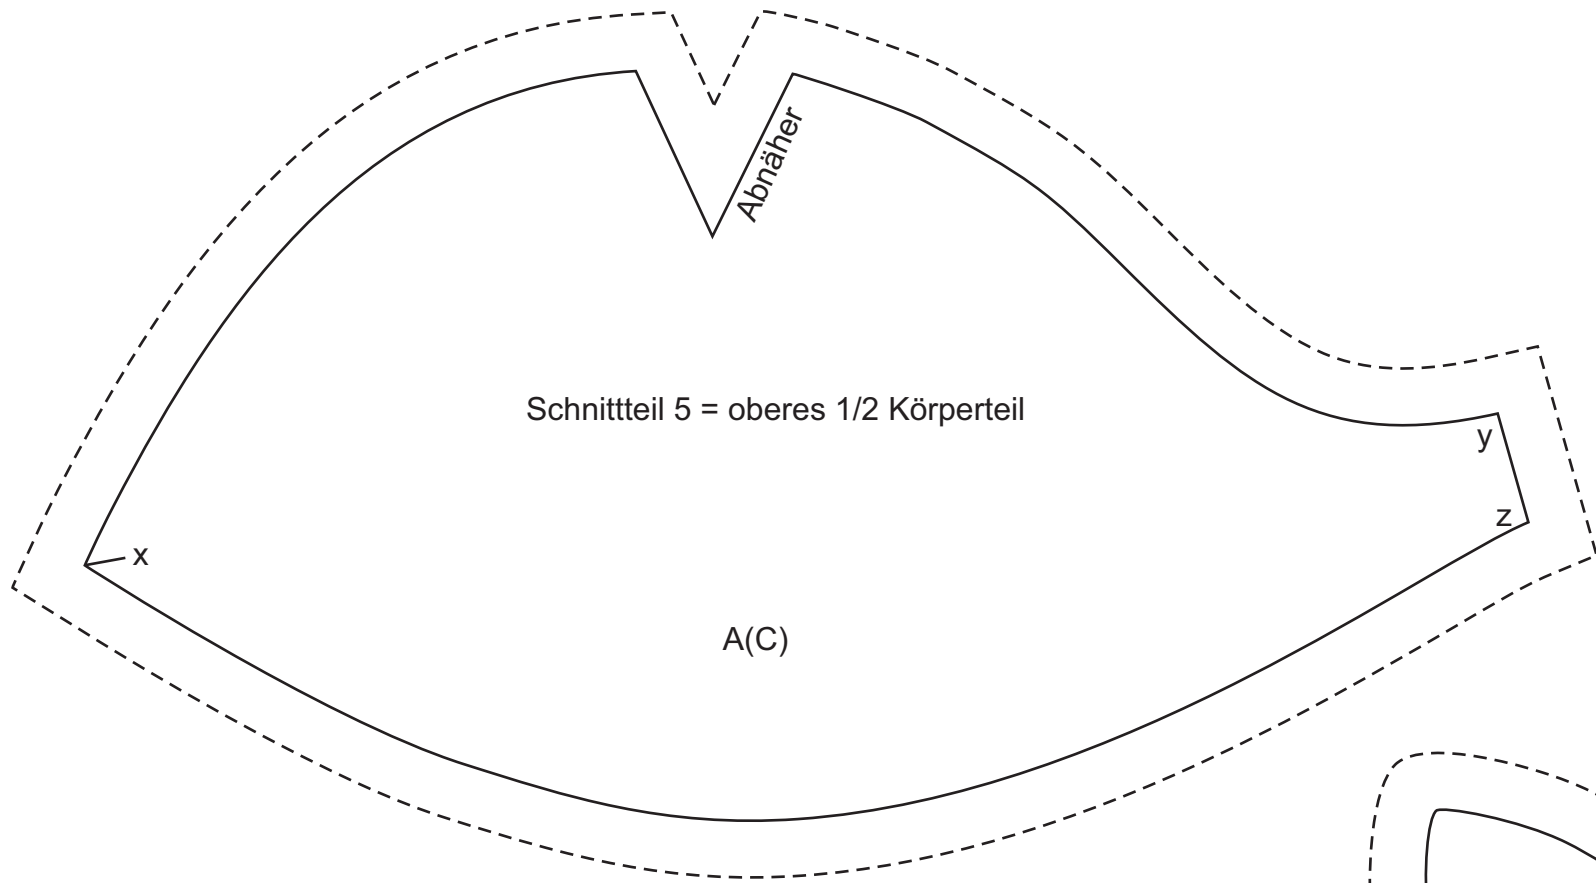 Abnäher
Schnittteil 5 = oberes 1/2 Körperteil
y
z
x
A(C)